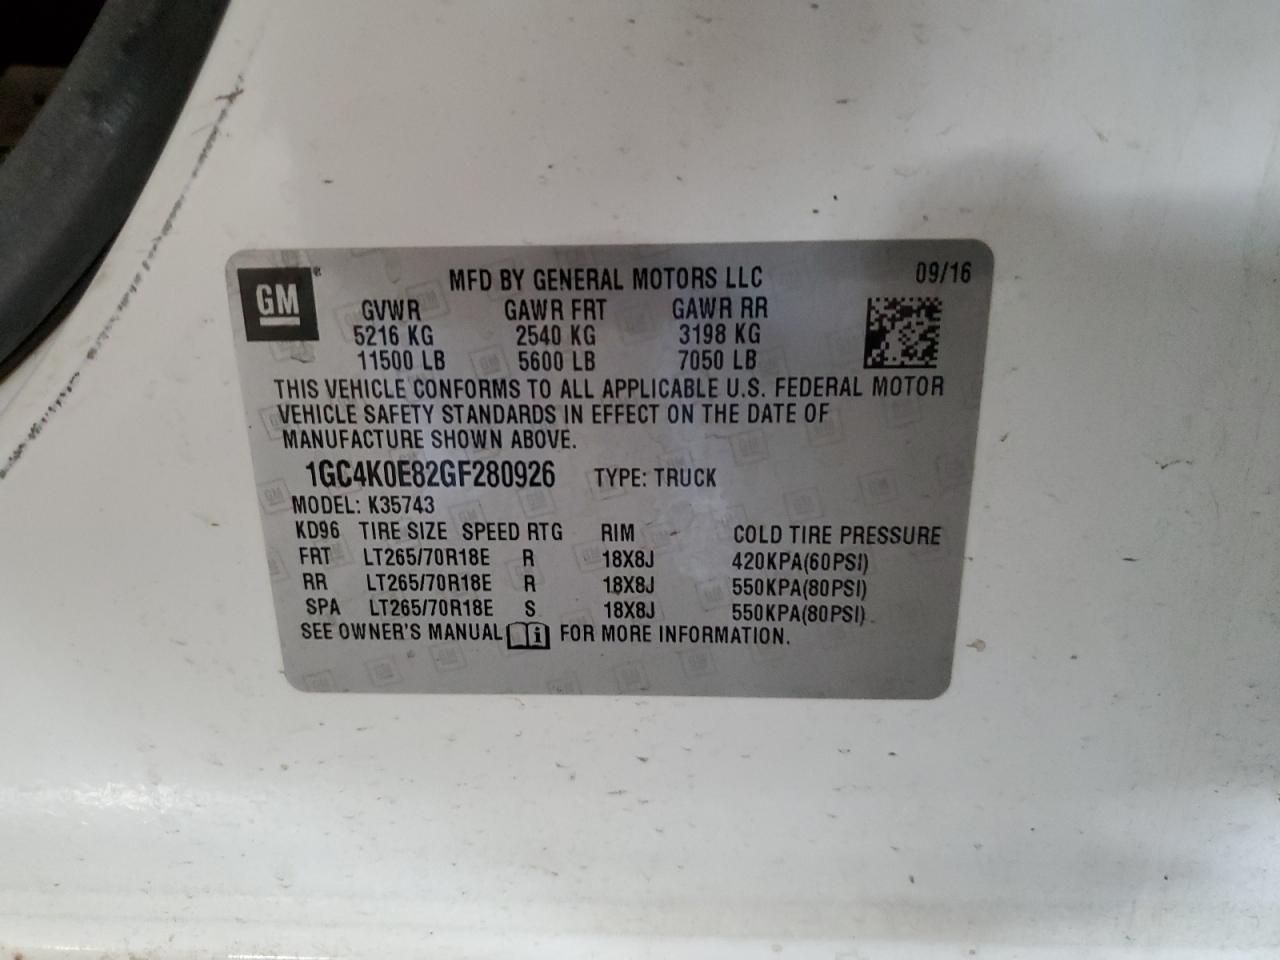 GM
MFD BY GENERAL MOTORS LLC 09/16
GVWR GAWR FRT GAWR RR
5216 KG 2540 KG 3198 KG
11500 LB 5600 LB 7050 LB
THIS VEHICLE CONFORMS TO ALL APPLICABLE U.S. FEDERAL MOTOR
VEHICLE SAFETY STANDARDS IN EFFECT ON THE DATE OF
MANUFACTURE SHOWN ABOVE.
1GC4K0E82GF280926 TYPE: TRUCK
MODEL: K35743
KD96 TIRE SIZE SPEED RTG RIM COLD TIRE PRESSURE
FRT LT265/70R18E R 18X8J 420KPA(60PSI)
RR LT265/70R18E R 18X8J 550KPA(80PSI)
SPA LT265/70R18E S 18X8J 550KPA(80PSI)
SEE OWNER'S MANUAL i FOR MORE INFORMATION.